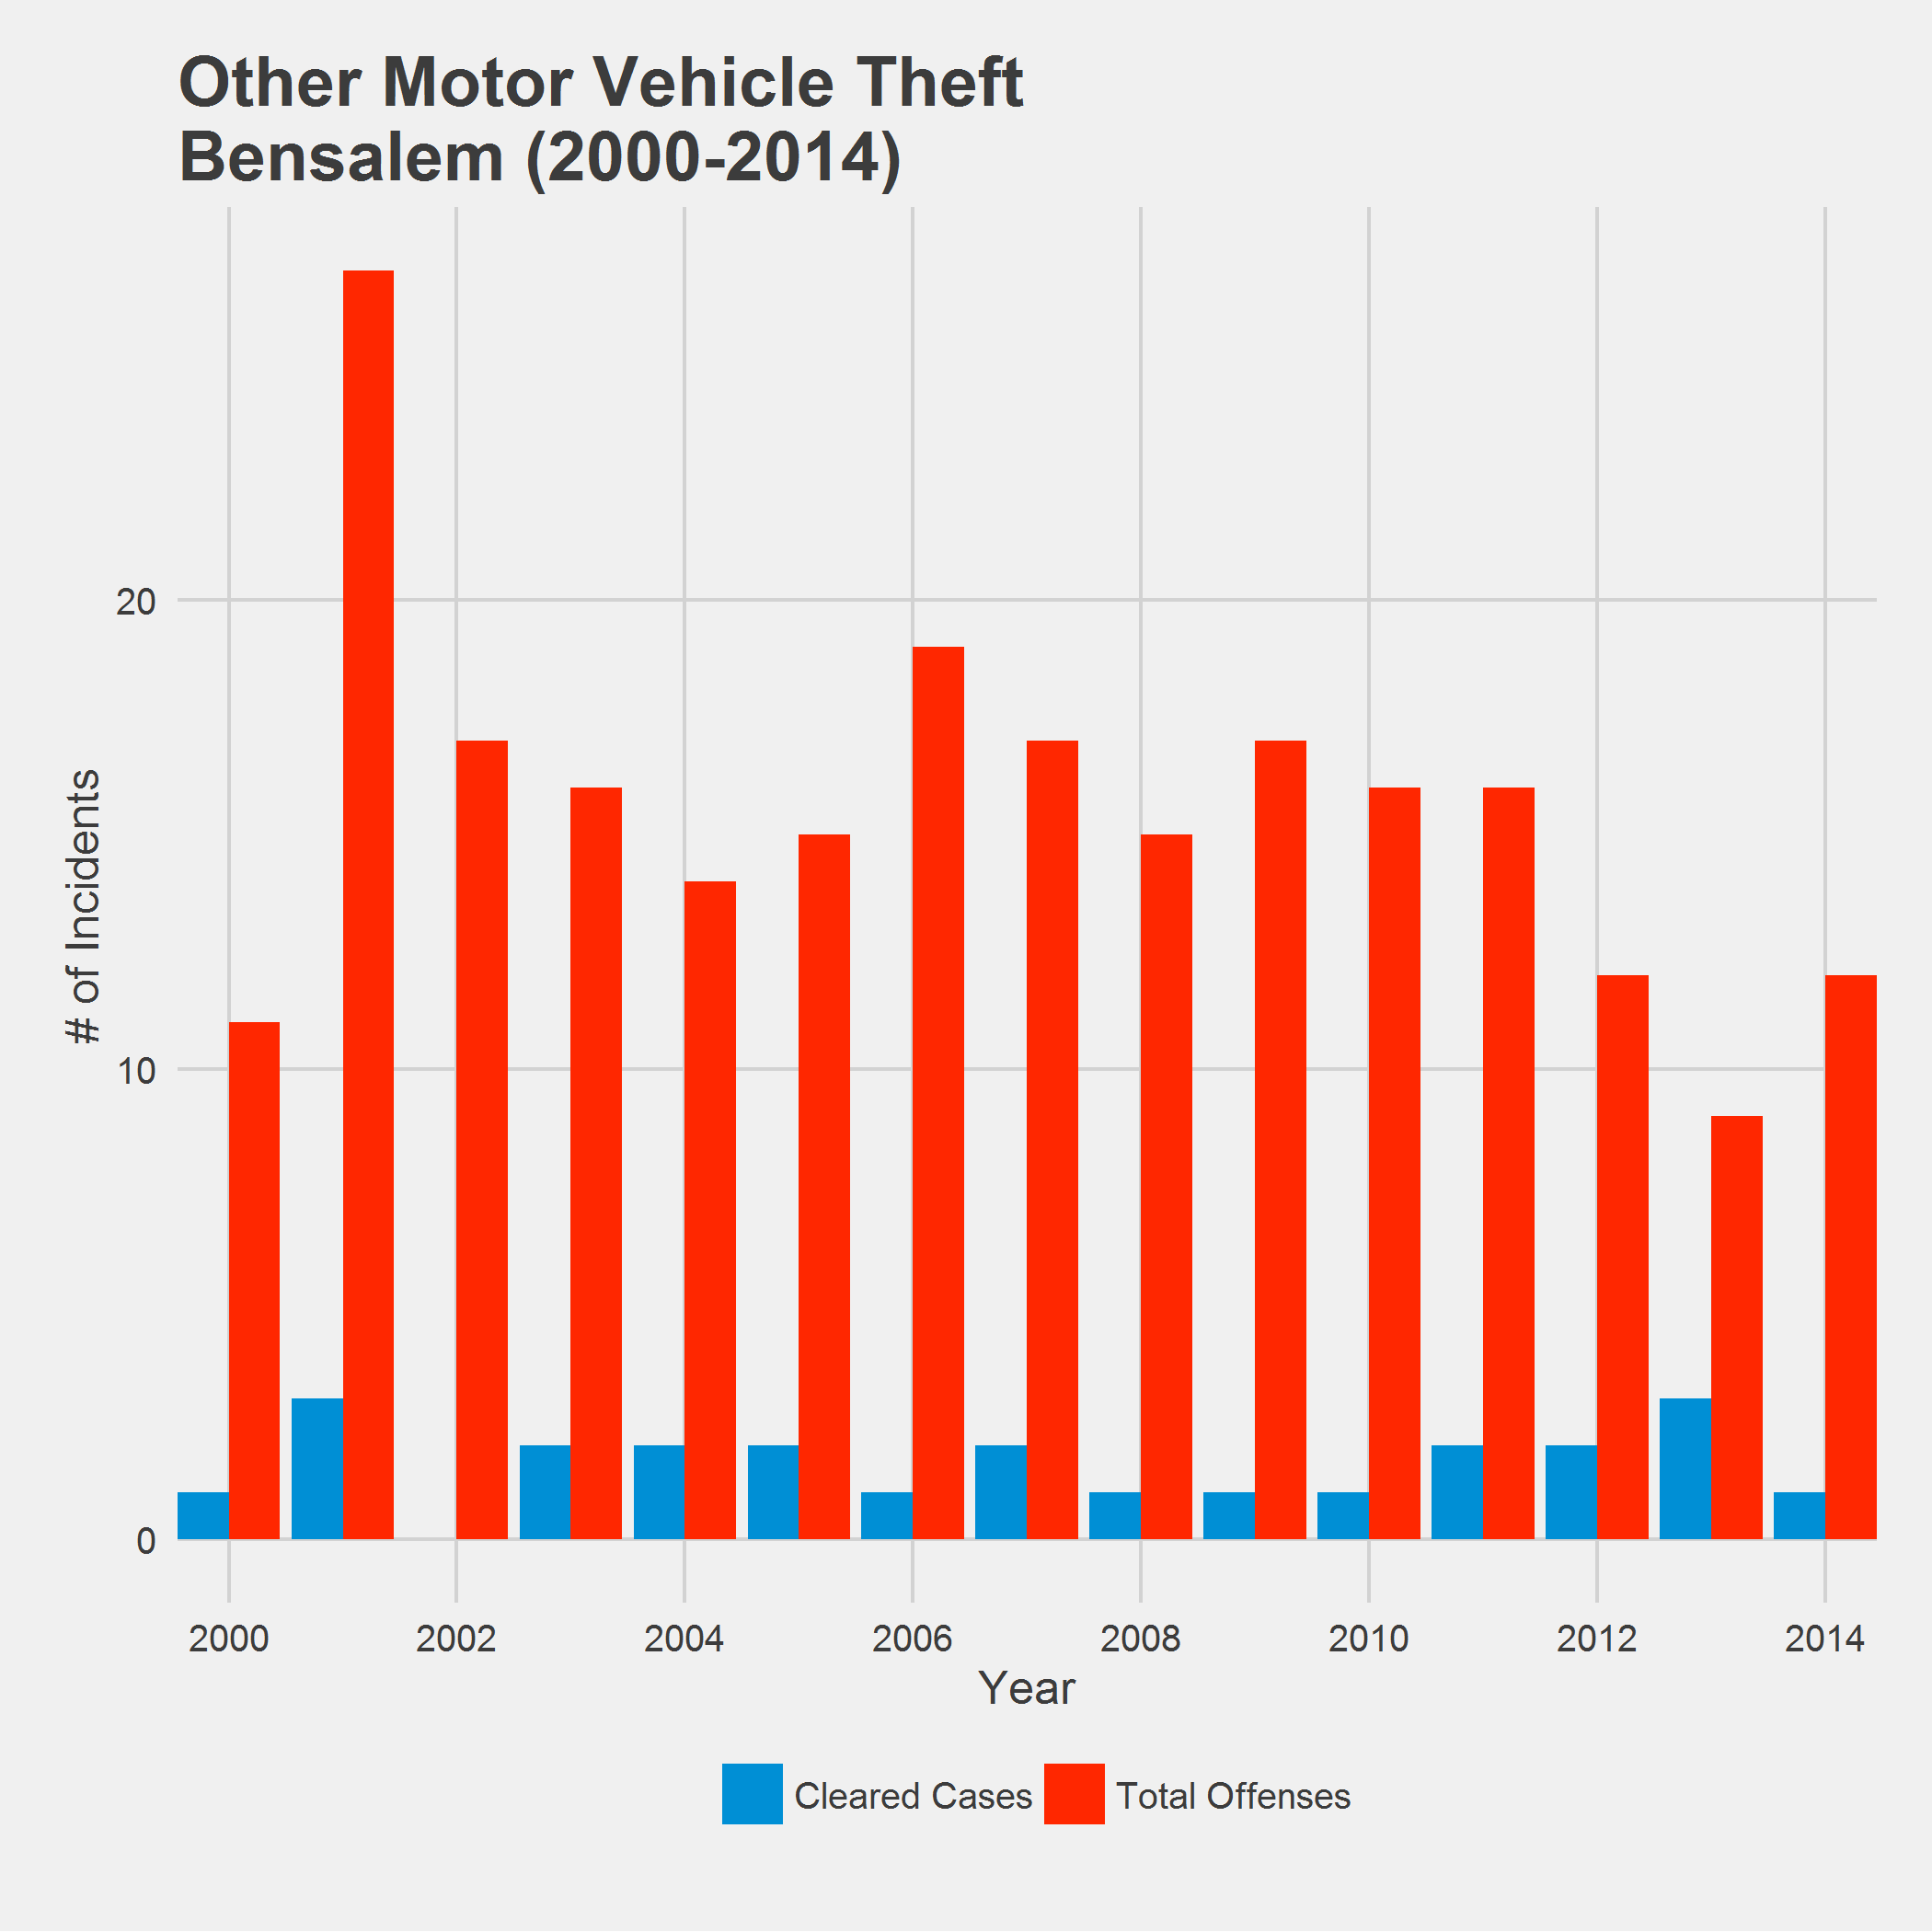 Other Motor Vehicle Theft
Bensalem (2000-2014)
# of Incidents
20
10
0
2000 2002 2004 2006 2008 2010 2012 2014
Year
Cleared Cases Total Offenses